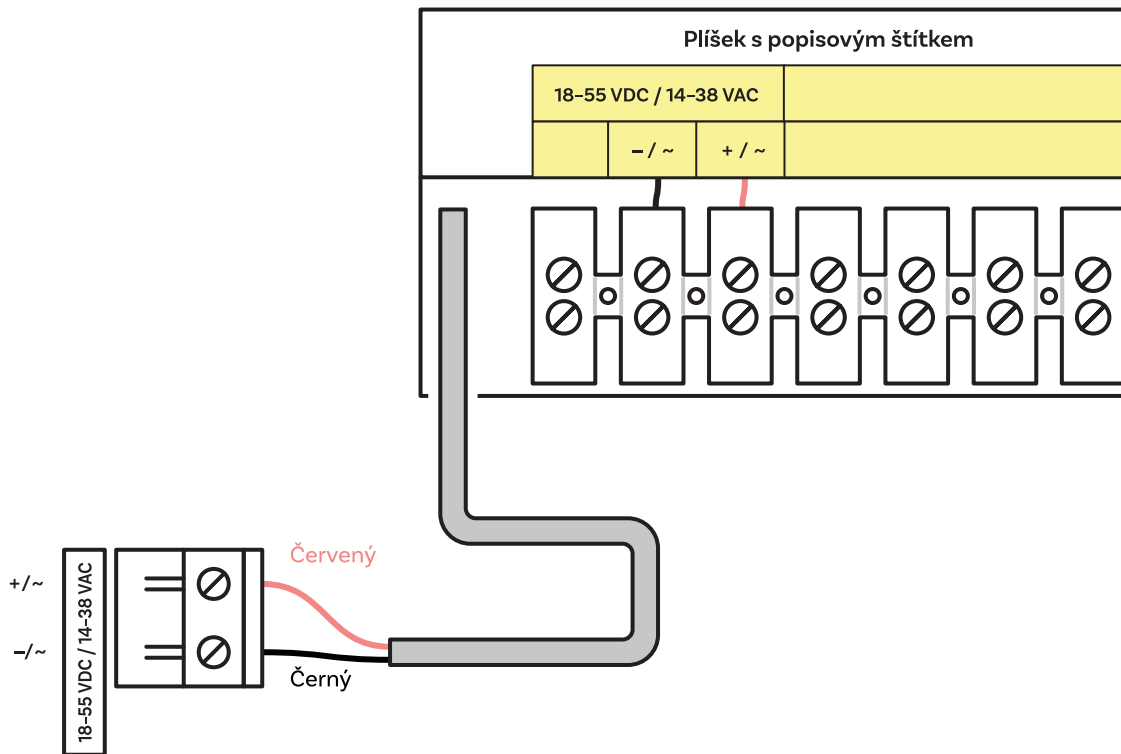 Plíšek s popisovým štítkem
18–55 VDC / 14–38 VAC
– / ~
+ / ~
Červený
+/~
–/~
18–55 VDC / 14–38 VAC
Černý